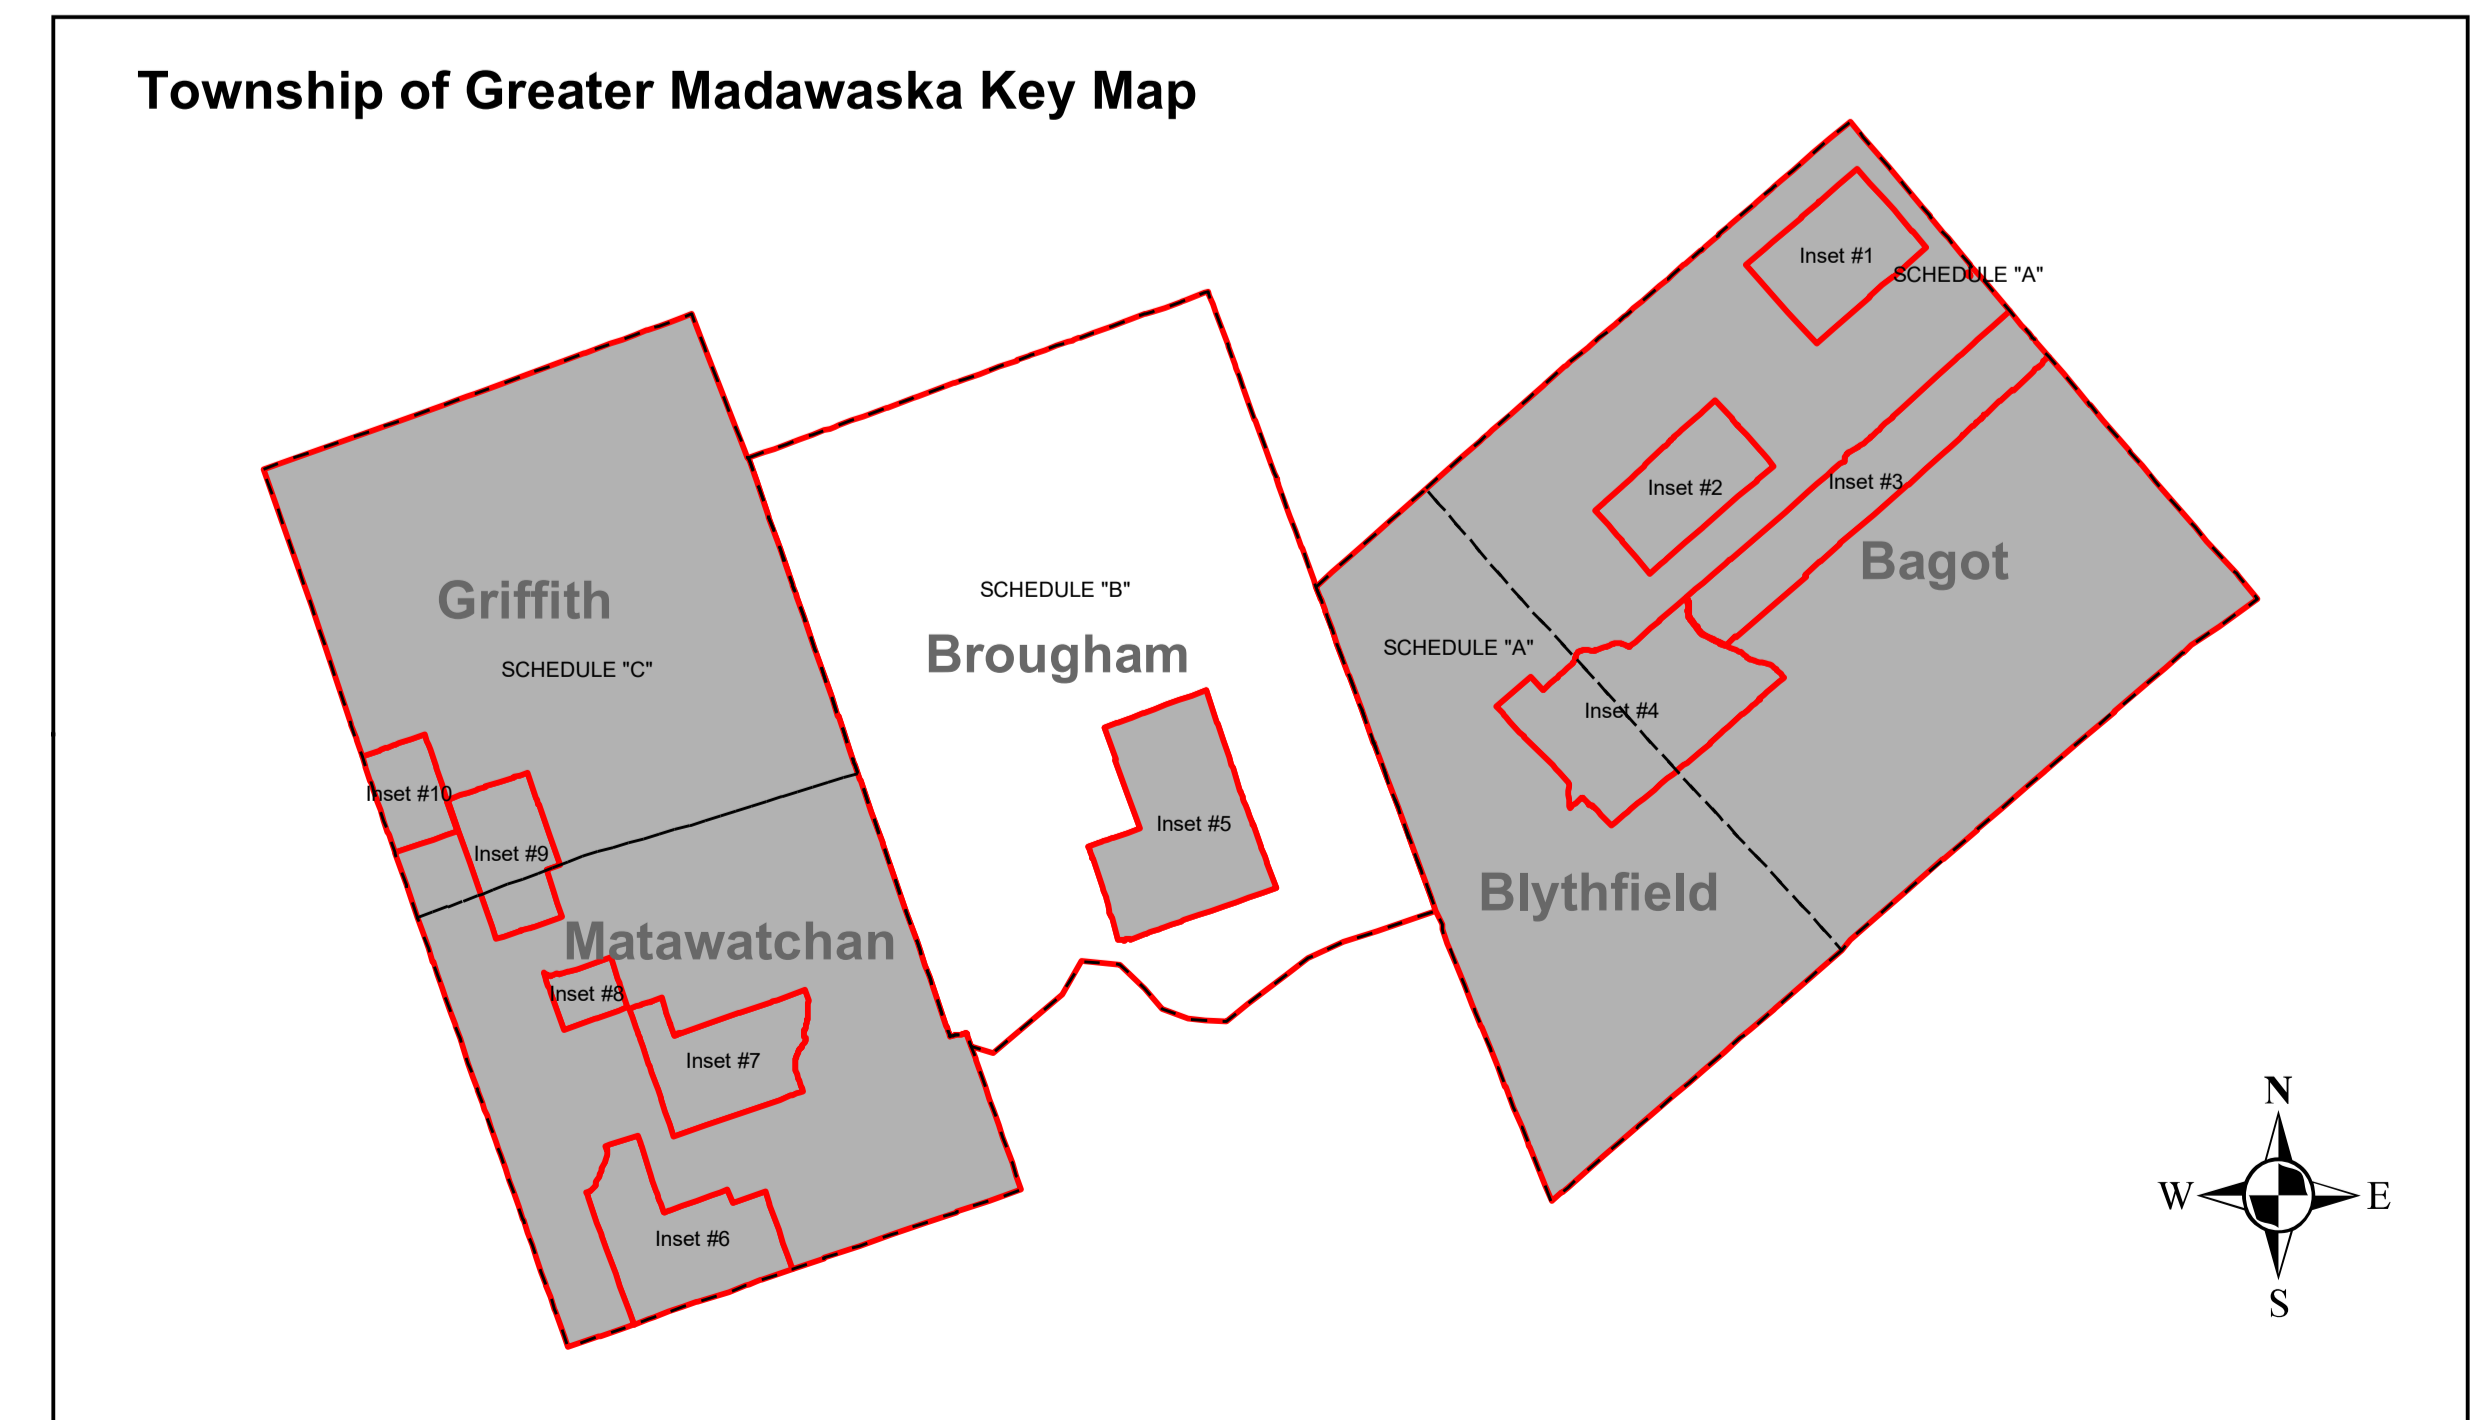 Township of Greater Madawaska Key Map
Inset #1
SCHEDULE "A"
Inset #2
Inset #3
Bagot
Griffith
SCHEDULE "B"
Brougham
SCHEDULE "A"
SCHEDULE "C"
Inset #4
Inset #10
Inset #5
Inset #9
Blythfield
Matawatchan
Inset #8
Inset #7
Inset #6
N
W
E
S